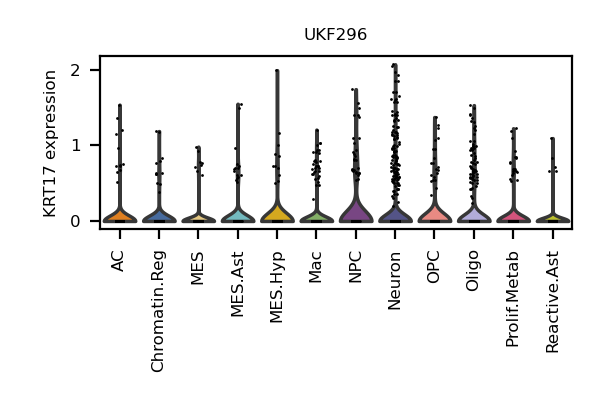 UKF296
KRT17 expression
2
1
0
AC
Chromatin.Reg
MES
MES.Ast
MES.Hyp
Mac
NPC
Neuron
OPC
Oligo
Prolif.Metab
Reactive.Ast